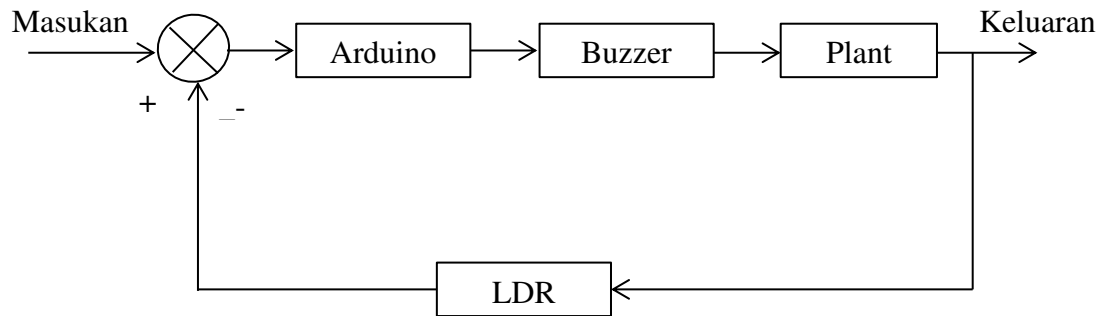 Masukan
Keluaran
Arduino
Buzzer
Plant
+
_-
LDR